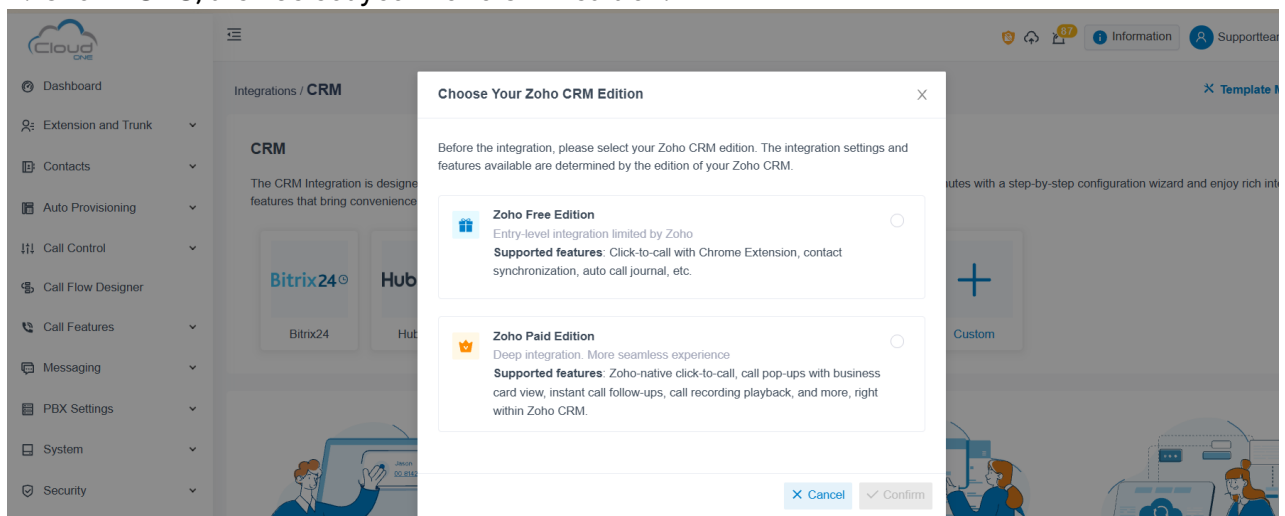 Cloud
ONE
87
Information
Dashboard
Integrations / CRM
Extension and Trunk
Contacts
Auto Provisioning
Call Control
Call Flow Designer
Call Features
Messaging
PBX Settings
System
Security
CRM
The CRM Integration is
features that bring convenience
Bitrix24
Bitrix24
Choose Your Zoho CRM Edition
Before the integration, please select your Zoho CRM edition. The integration settings and
features available are determined by the edition of your Zoho CRM.
Zoho Free Edition
Entry-level integration limited by Zoho
Supported features: Click-to-call with Chrome Extension, contact
synchronization, auto call journal, etc.
Zoho Paid Edition
Deep integration. More seamless experience
Supported features: Zoho-native click-to-call, call pop-ups with business
card view, instant call follow-ups, call recording playback, and more, right
within Zoho CRM.
Cancel
Confirm
Template
with a step-by-step configuration wizard and enjoy rich
Custom